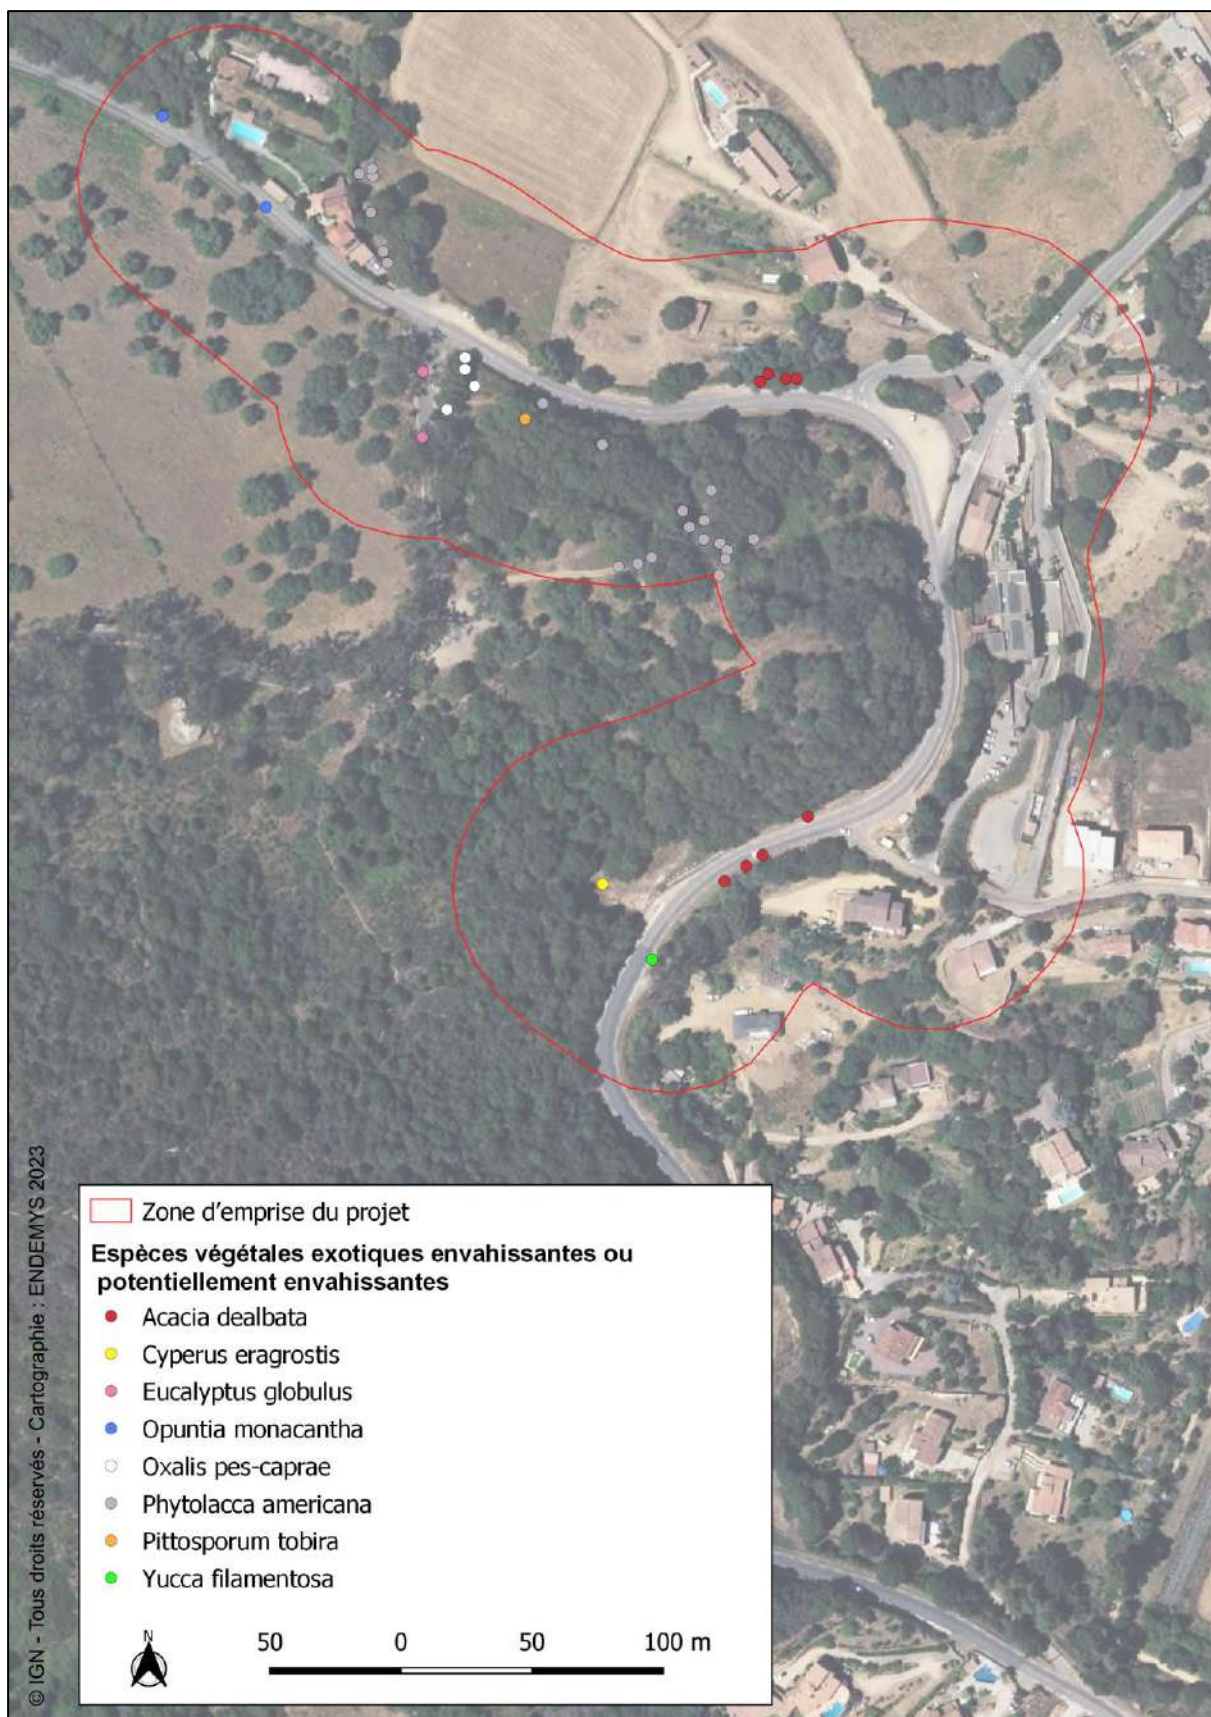 Zone d'emprise du projet
Espèces végétales exotiques envahissantes ou
potentiellement envahissantes
Acacia dealbata
Cyperus eragrostis
Eucalyptus globulus
Opuntia monacantha
Oxalis pes-caprae
Phytolacca americana
Pittosporum tobira
Yucca filamentosa
N
50 0 50 100 m
© IGN - Tous droits réservés - Cartographie : ENDEMYS 2023